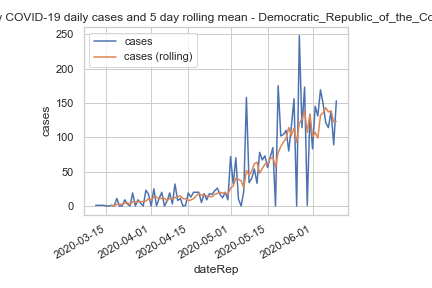 COVID-19 daily cases and 5 day rolling mean - Democratic_Republic_of_the_Co
cases
cases (rolling)
cases
250
200
150
100
50
0
2020-03-15
2020-04-01
2020-04-15
2020-05-01
2020-05-15
2020-06-01
dateRep